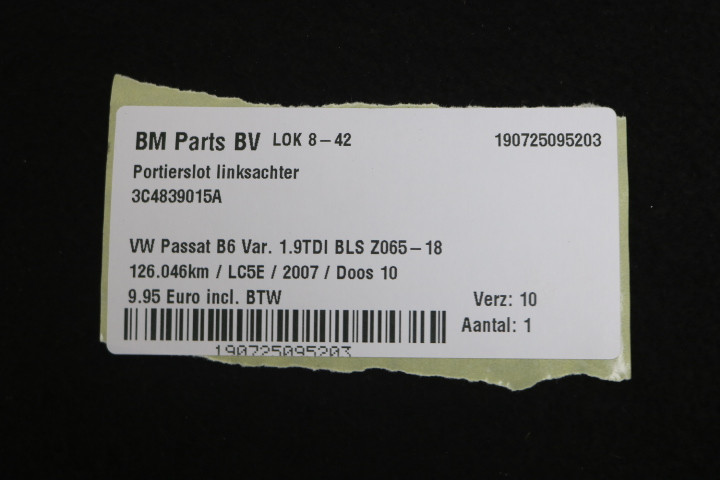 BM Parts BV LOK 8-42 190725095203
Portierslot linksachter
3C4839015A
VW Passat B6 Var. 1.9TDI BLS Z065-18
126.046km / LC5E / 2007 / Doos 10
9.95 Euro incl. BTW Verz: 10
Aantal: 1
190725095203